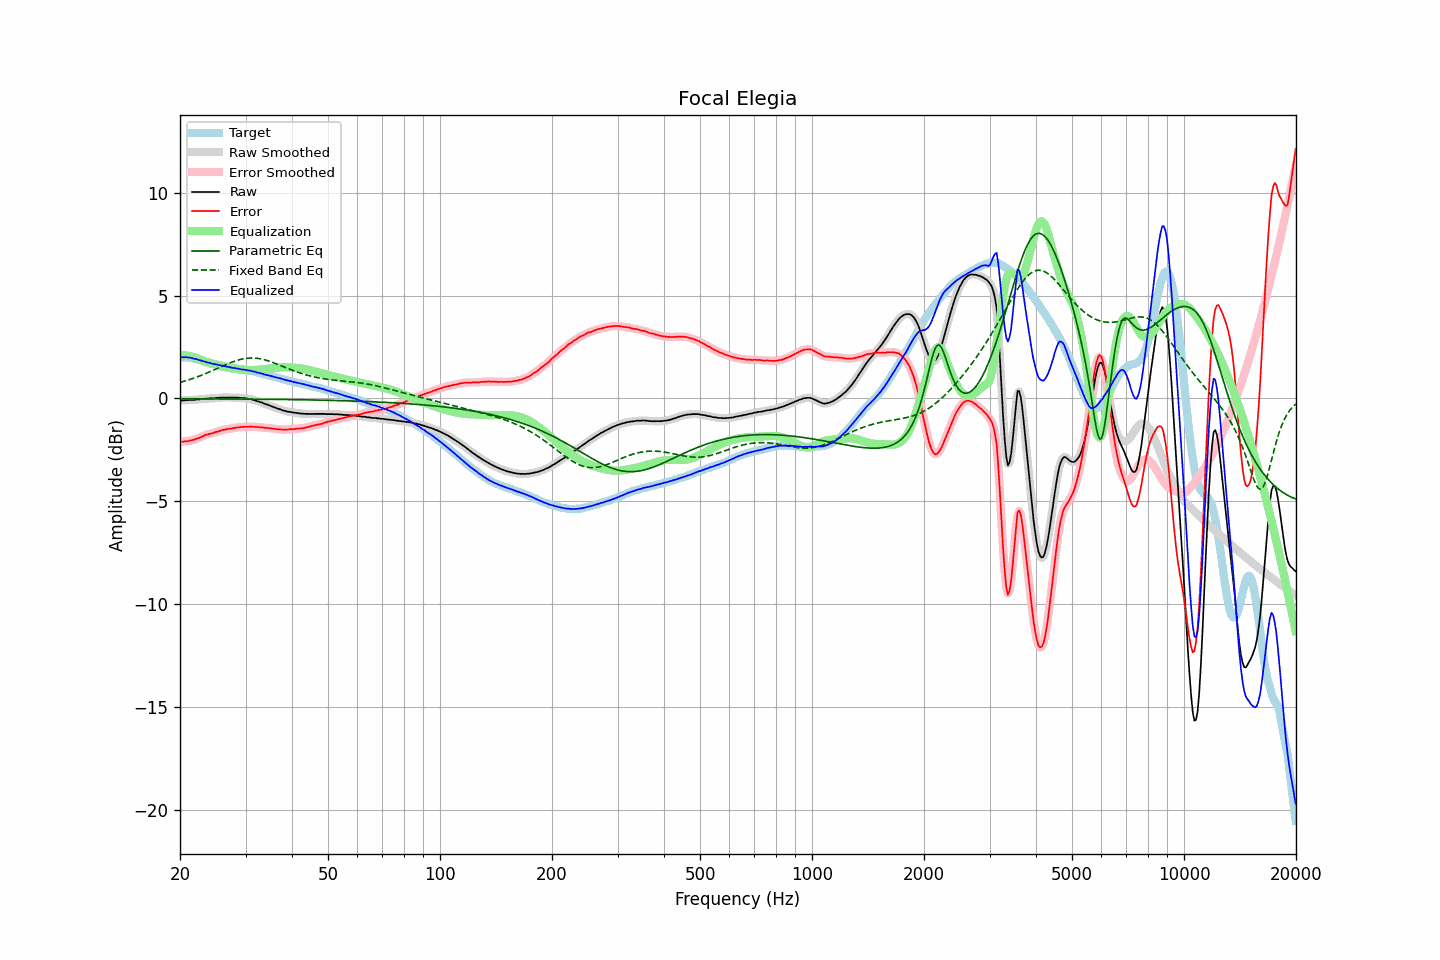 Focal Elegia
Target
Raw Smoothed
Error Smoothed
Raw
Error
Equalization
Parametric Eq
Fixed Band Eq
Equalized
Amplitude (dBr)
10
5
0
−5
−10
−15
−20
20 50 100 200 500 1000 2000 5000 10000 20000
Frequency (Hz)